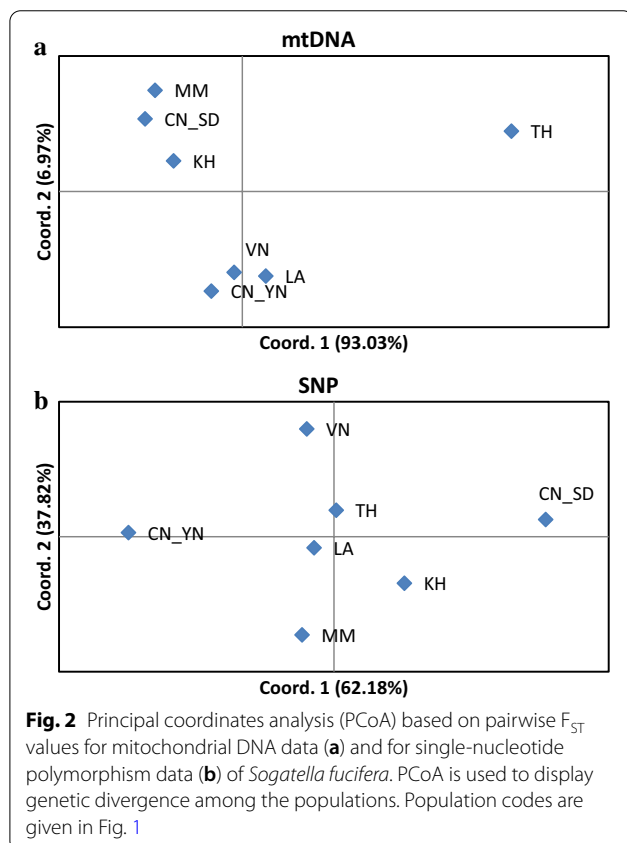 a
mtDNA
MM
CN_SD
TH
KH
Coord. 2 (6.97%)
VN
LA
CN_YN
Coord. 1 (93.03%)
b
SNP
VN
CN_SD
TH
Coord. 2 (37.82%)
CN_YN
LA
KH
MM
Coord. 1 (62.18%)
Fig. 2 Principal coordinates analysis (PCoA) based on pairwise F_ST
values for mitochondrial DNA data (a) and for single-nucleotide
polymorphism data (b) of Sogatella fucifera. PCoA is used to display
genetic divergence among the populations. Population codes are
given in Fig. 1